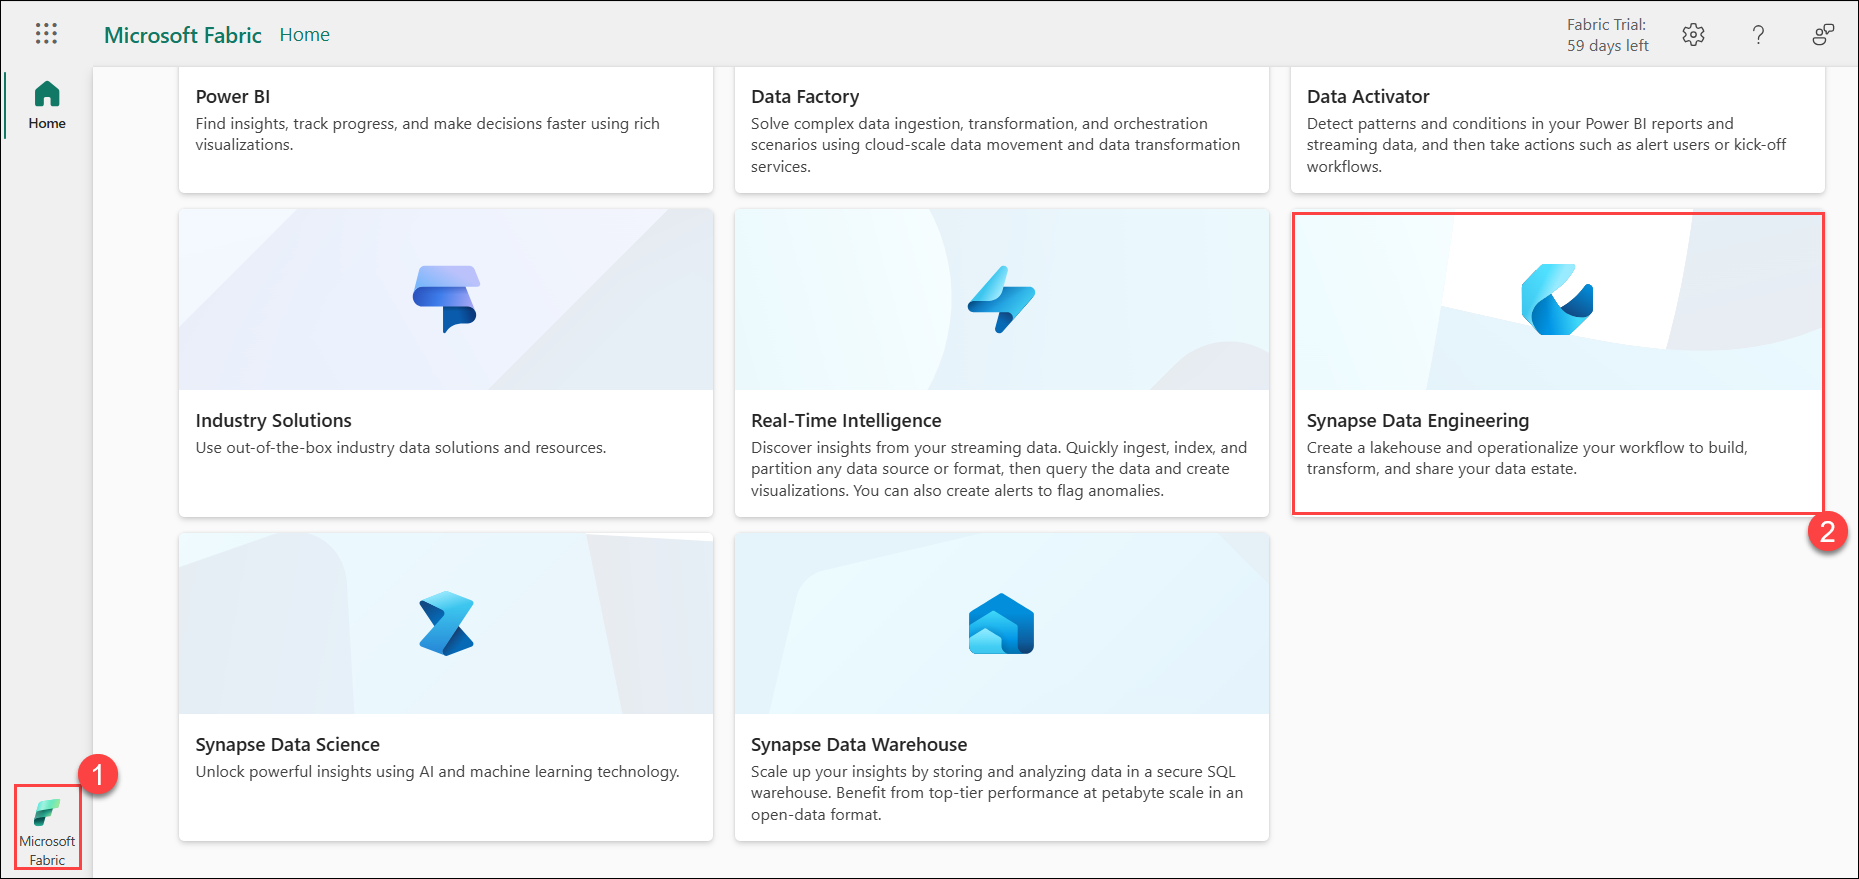 Microsoft Fabric Home
Fabric Trial:
59 days left
Home
Power BI
Find insights, track progress, and make decisions faster using rich
visualizations.
Data Factory
Solve complex data ingestion, transformation, and orchestration
scenarios using cloud-scale data movement and data transformation
services.
Data Activator
Detect patterns and conditions in your Power BI reports and
streaming data, and then take actions such as alert users or kick-off
workflows.
Industry Solutions
Use out-of-the-box industry data solutions and resources.
Real-Time Intelligence
Discover insights from your streaming data. Quickly ingest, index, and
partition any data source or format, then query the data and create
visualizations. You can also create alerts to flag anomalies.
Synapse Data Engineering
Create a lakehouse and operationalize your workflow to build,
transform, and share your data estate.
2
Synapse Data Science
Unlock powerful insights using AI and machine learning technology.
Synapse Data Warehouse
Scale up your insights by storing and analyzing data in a secure SQL
warehouse. Benefit from top-tier performance at petabyte scale in an
open-data format.
1
Microsoft
Fabric